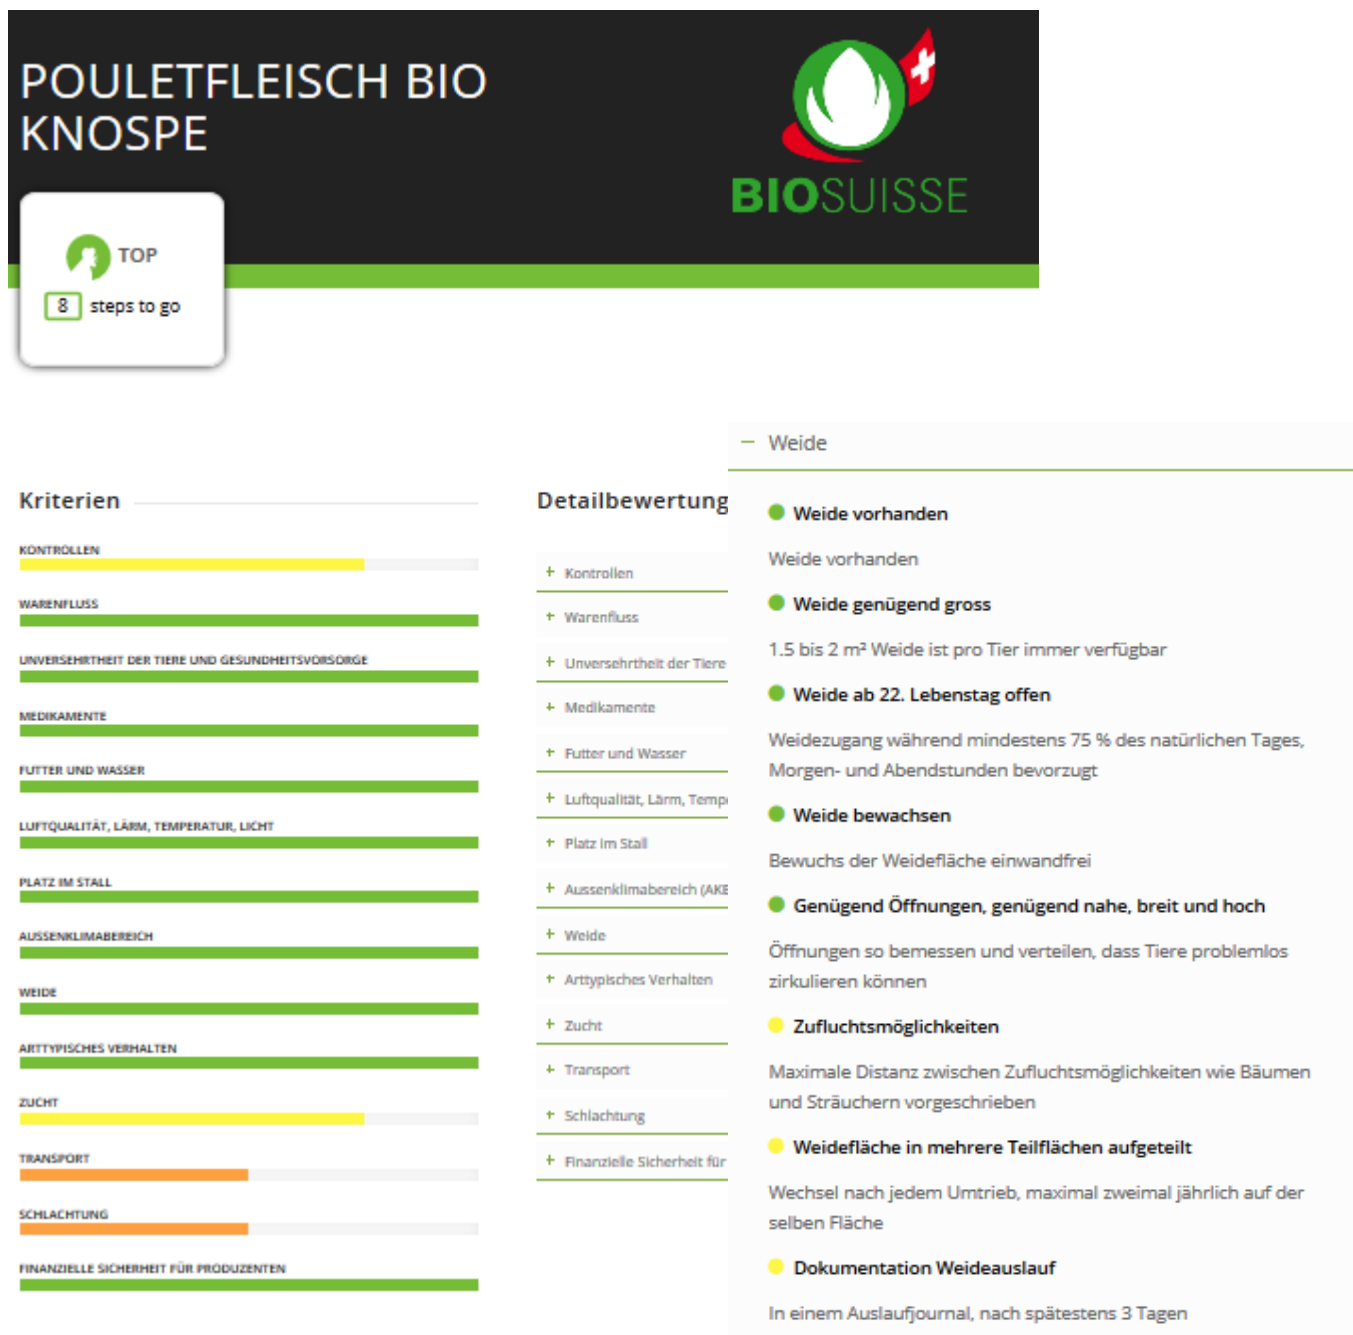 POULETFLEISCH BIO
KNOSPE
BIOSUISSE
TOP
8 steps to go
Kriterien
KONTROLLEN
WARENFLUSS
UNVERSEHRTHEIT DER TIERE UND GESUNDHEITSVORSORGE
MEDIKAMENTE
FUTTER UND WASSER
LUFTQUALITÄT, LÄRM, TEMPERATUR, LICHT
PLATZ IM STALL
AUSSENKLIMABEREICH
WEIDE
ARTTYPISCHES VERHALTEN
ZUCHT
TRANSPORT
SCHLACHTUNG
FINANZIELLE SICHERHEIT FÜR PRODUZENTEN
Detailbewertung
+ Kontrollen
+ Warenfluss
+ Unversehrtheit der Tiere
+ Medikamente
+ Futter und Wasser
+ Luftqualität, Lärm, Tempe
+ Platz im Stall
+ Aussenklimabereich (AKB
+ Weide
+ Arttypisches Verhalten
+ Zucht
+ Transport
+ Schlachtung
+ Finanzielle Sicherheit für
− Weide
Weide vorhanden
Weide vorhanden
Weide genügend gross
1.5 bis 2 m² Weide ist pro Tier immer verfügbar
Weide ab 22. Lebenstag offen
Weidezugang während mindestens 75 % des natürlichen Tages,
Morgen- und Abendstunden bevorzugt
Weide bewachsen
Bewuchs der Weidefläche einwandfrei
Genügend Öffnungen, genügend nahe, breit und hoch
Öffnungen so bemessen und verteilen, dass Tiere problemlos
zirkulieren können
Zufluchtsmöglichkeiten
Maximale Distanz zwischen Zufluchtsmöglichkeiten wie Bäumen
und Sträuchern vorgeschrieben
Weidefläche in mehrere Teilflächen aufgeteilt
Wechsel nach jedem Umtrieb, maximal zweimal jährlich auf der
selben Fläche
Dokumentation Weideauslauf
In einem Auslaufjournal, nach spätestens 3 Tagen